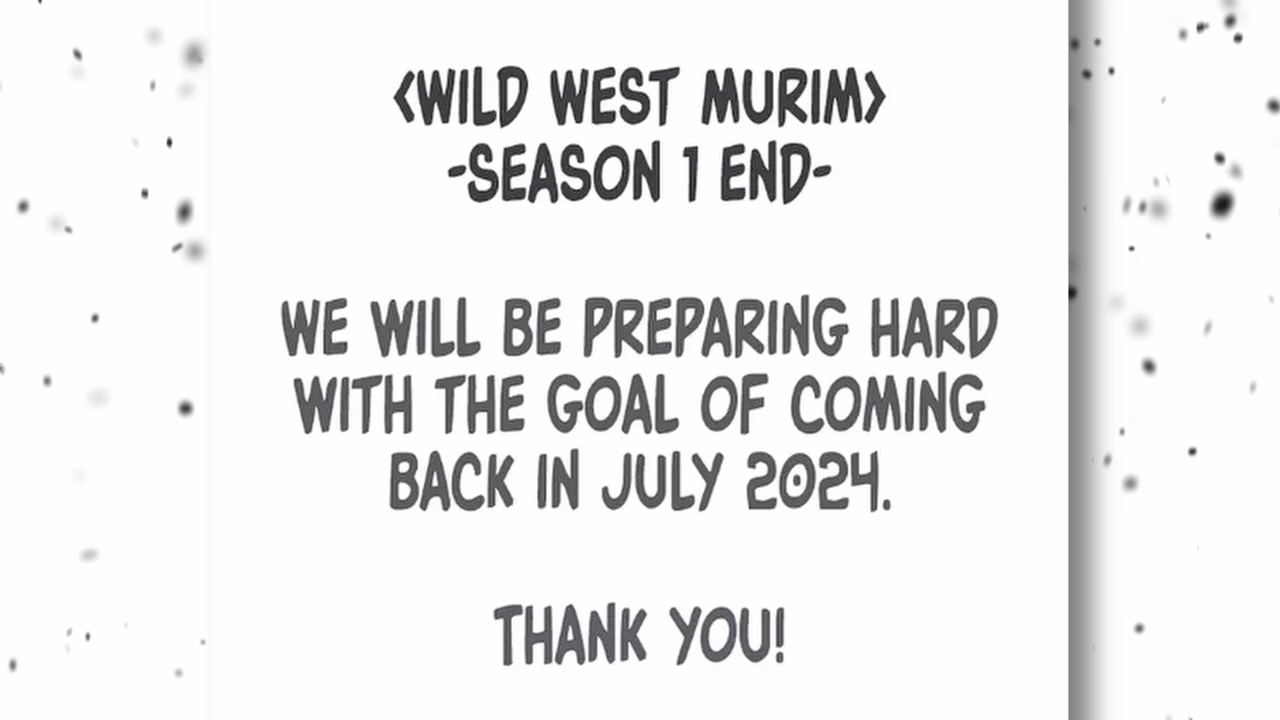 <WILD WEST MURIM>
-SEASON 1 END-
WE WILL BE PREPARING HARD
WITH THE GOAL OF COMING
BACK IN JULY 2024.
THANK YOU!